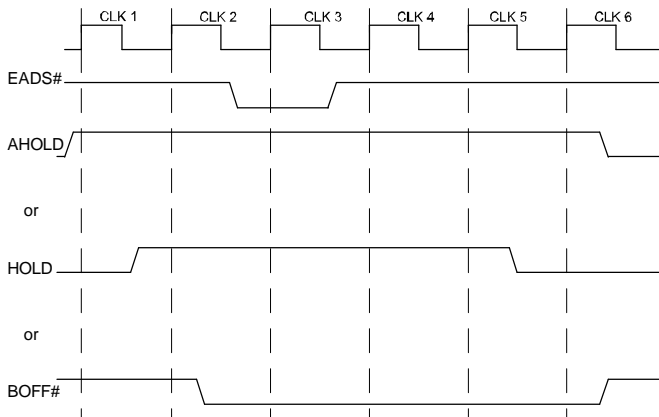 CLK 1 CLK 2 CLK 3 CLK 4 CLK 5 CLK 6
EADS#
AHOLD
or
HOLD
or
BOFF#